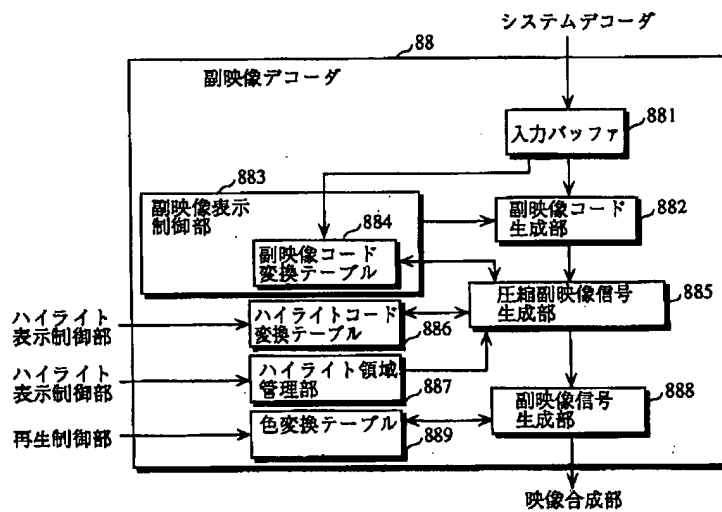 システムデコーダ
88
副映像デコーダ
入力バッファ
881
883
副映像表示
制御部
884
副映像コード
変換テーブル
副映像コード
生成部
882
圧縮副映像信号
生成部
885
ハイライト
表示制御部
ハイライトコード
変換テーブル
886
ハイライト
表示制御部
ハイライト領域
管理部
887
副映像信号
生成部
888
再生制御部
色変換テーブル
889
映像合成部